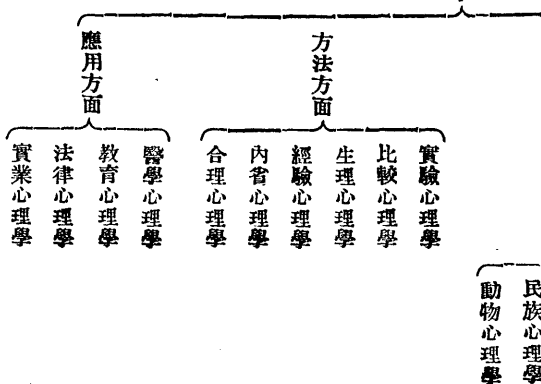 民族心理學
動物心理學
方法方面
實驗心理學
比較心理學
生理心理學
經驗心理學
內省心理學
合理心理學
應用方面
醫學心理學
教育心理學
法律心理學
實業心理學